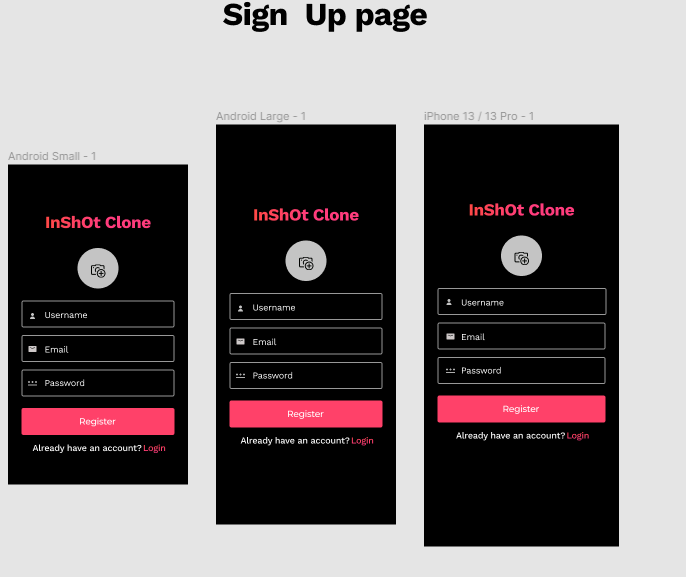 Sign Up page
Android Small - 1
InShOt Clone
Username
Email
Password
Register
Already have an account? Login
Android Large - 1
InShOt Clone
Username
Email
Password
Register
Already have an account? Login
iPhone 13 / 13 Pro - 1
InShOt Clone
Username
Email
Password
Register
Already have an account? Login